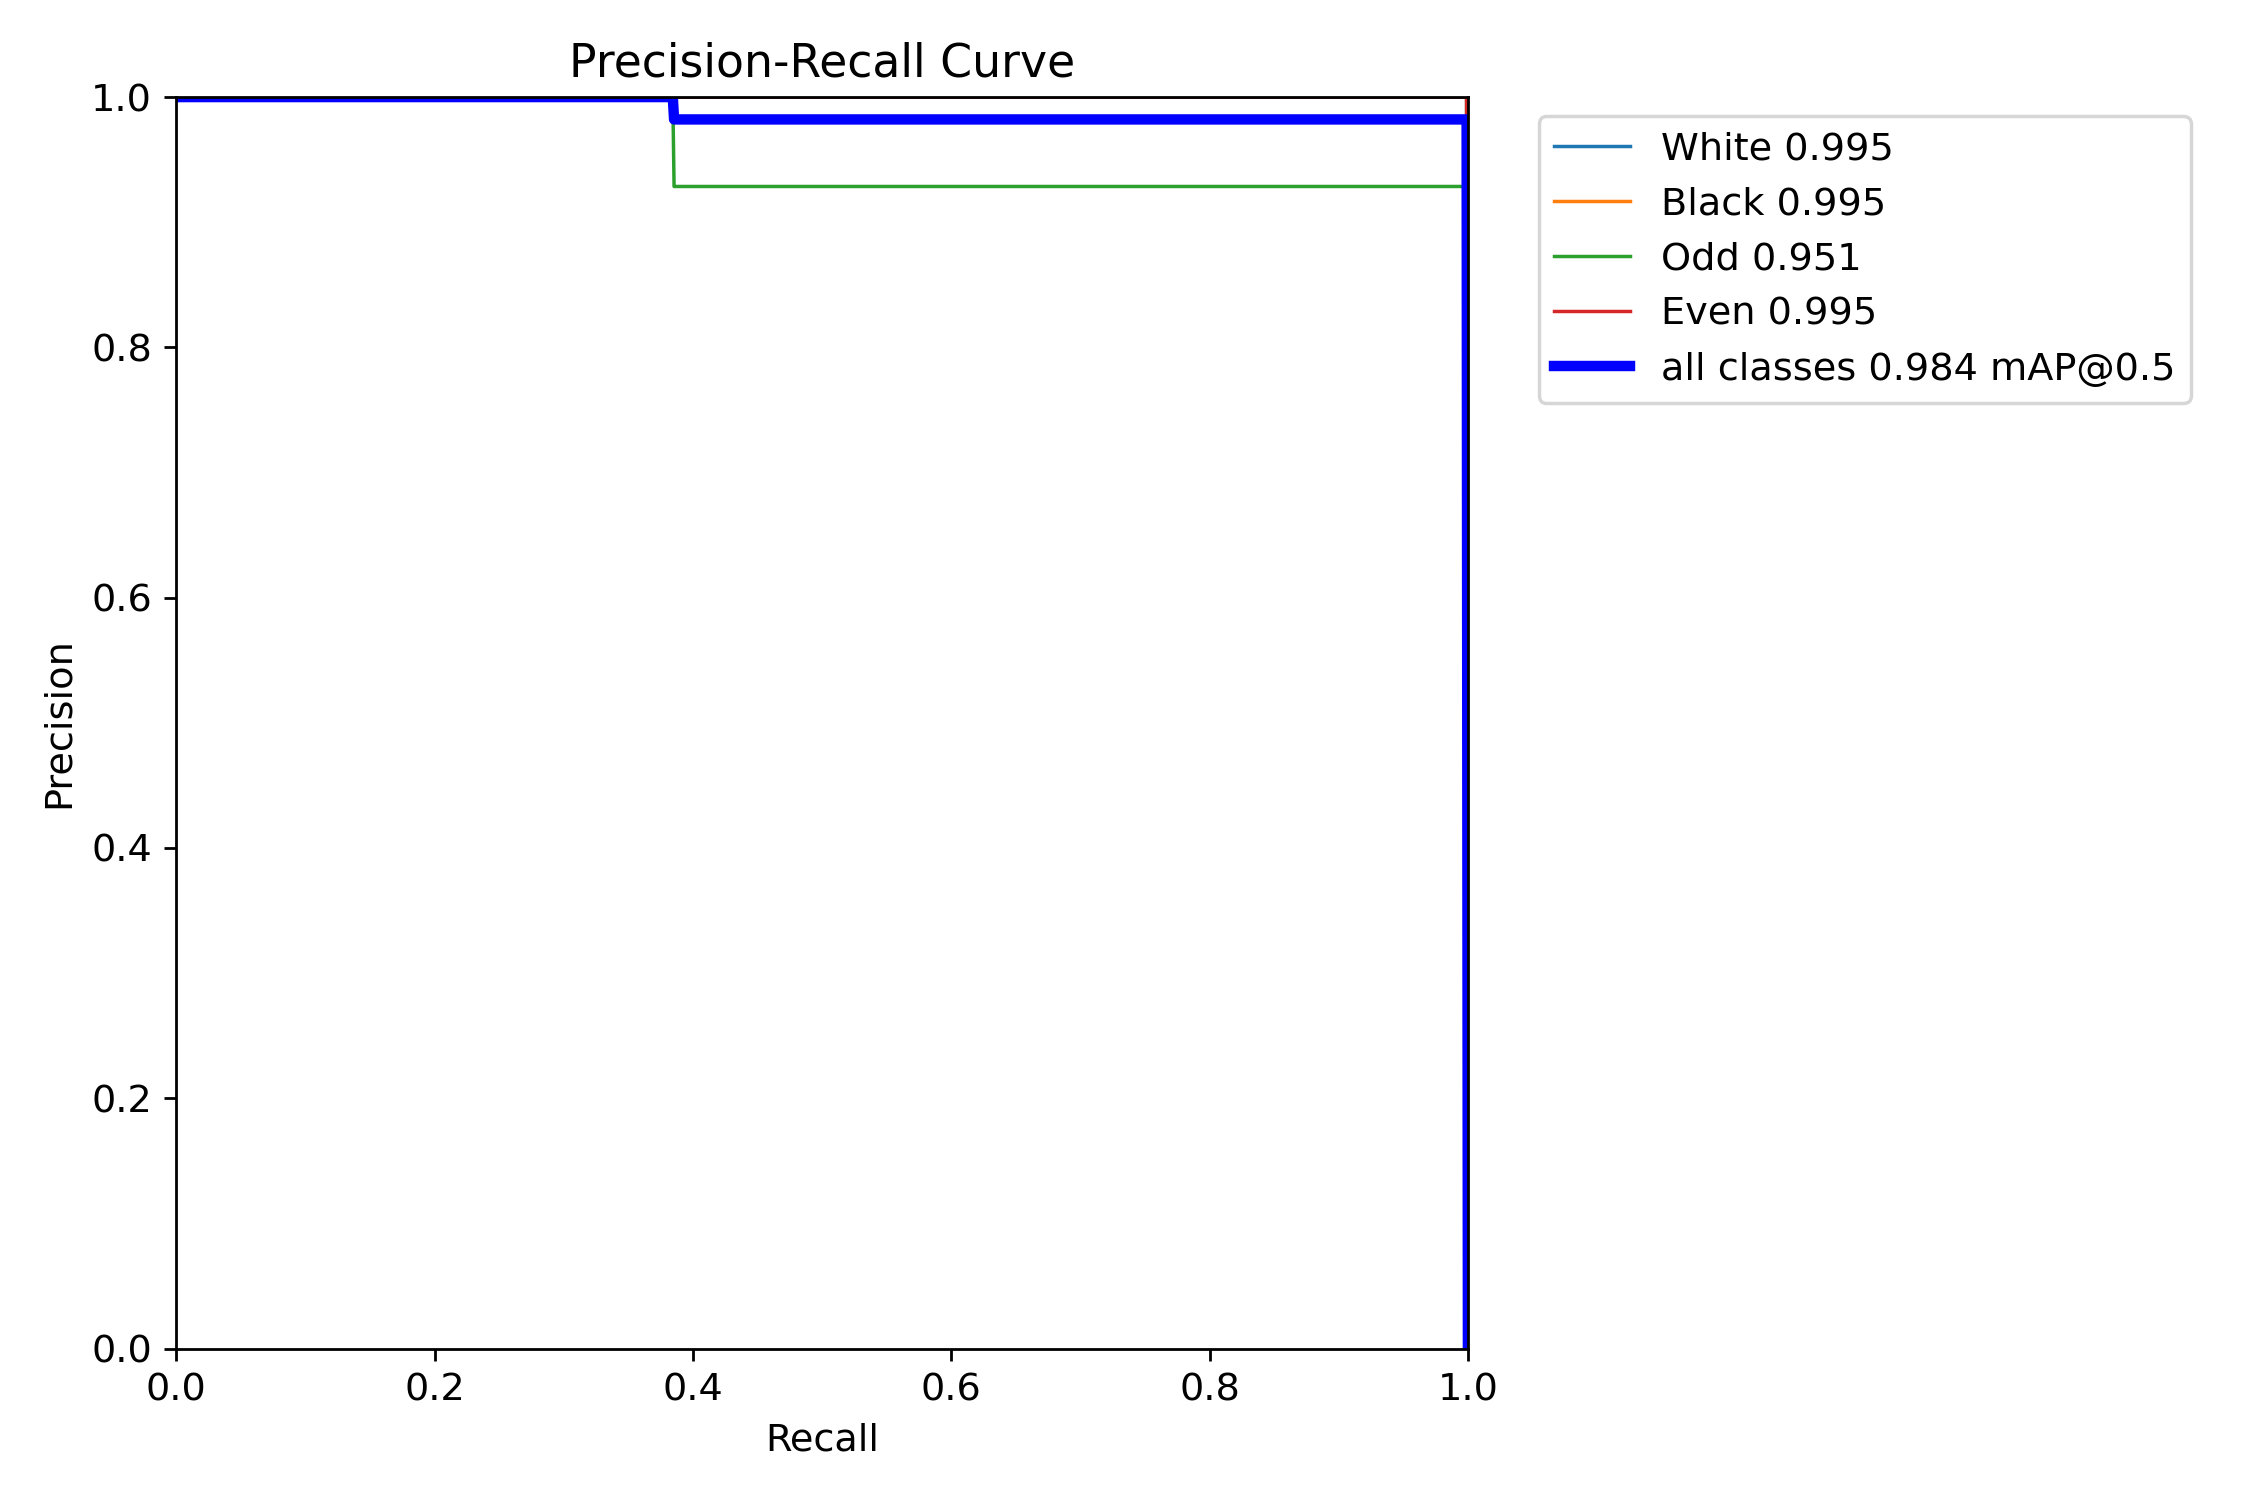 Precision-Recall Curve
1.0
0.8
0.6
0.4
0.2
0.0
Precision
0.0 0.2 0.4 0.6 0.8 1.0
Recall
White 0.995
Black 0.995
Odd 0.951
Even 0.995
all classes 0.984 mAP@0.5